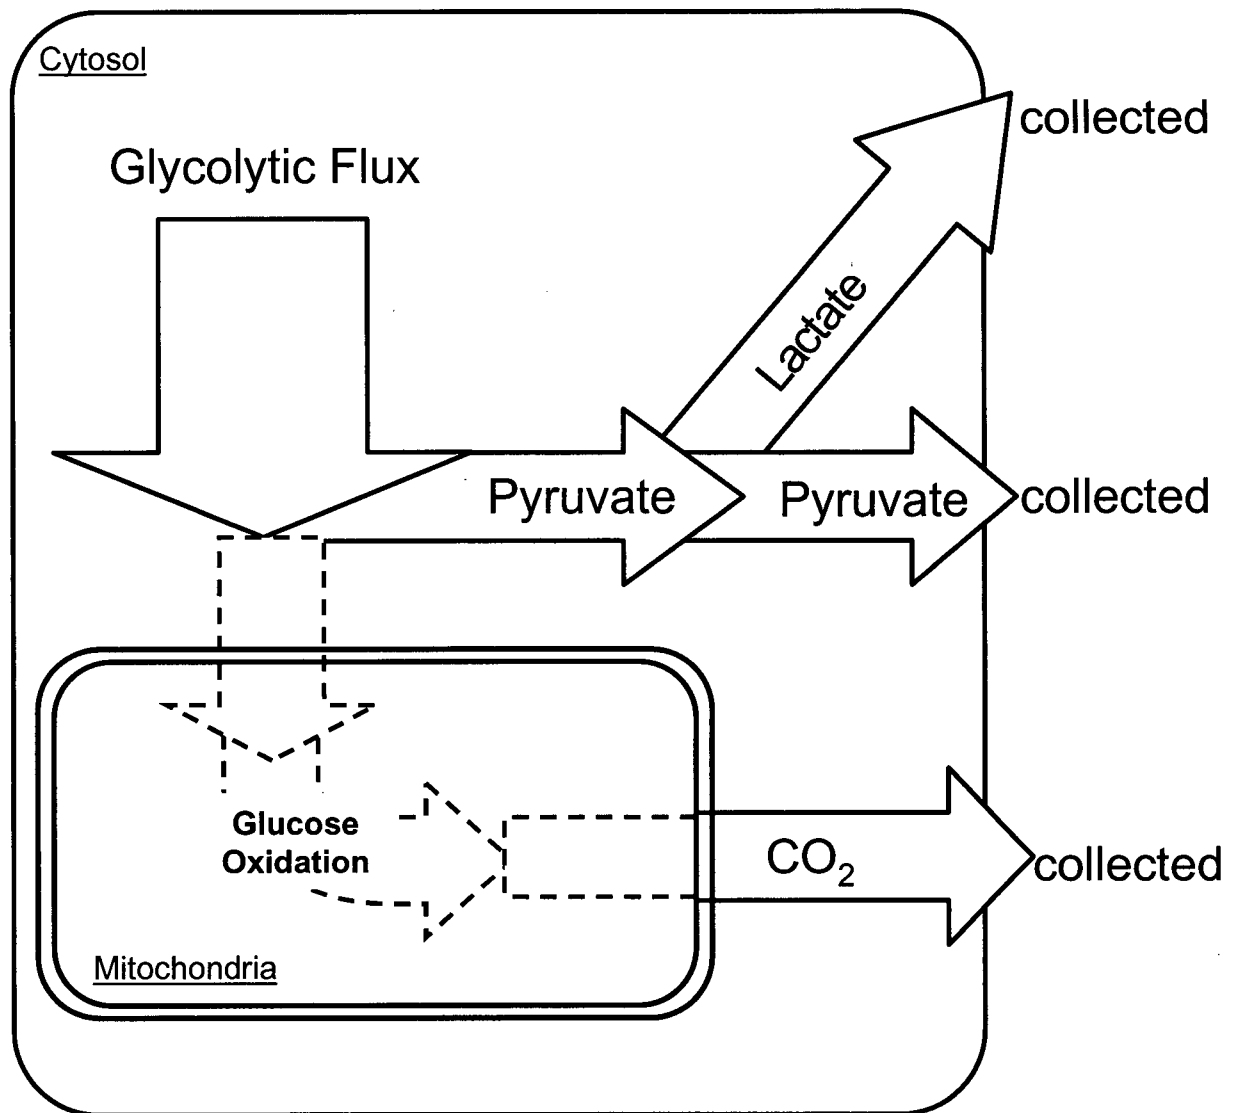 Cytosol
collected
Glycolytic Flux
Lactate
Pyruvate
Pyruvate
collected
Glucose
Oxidation
CO₂
collected
Mitochondria